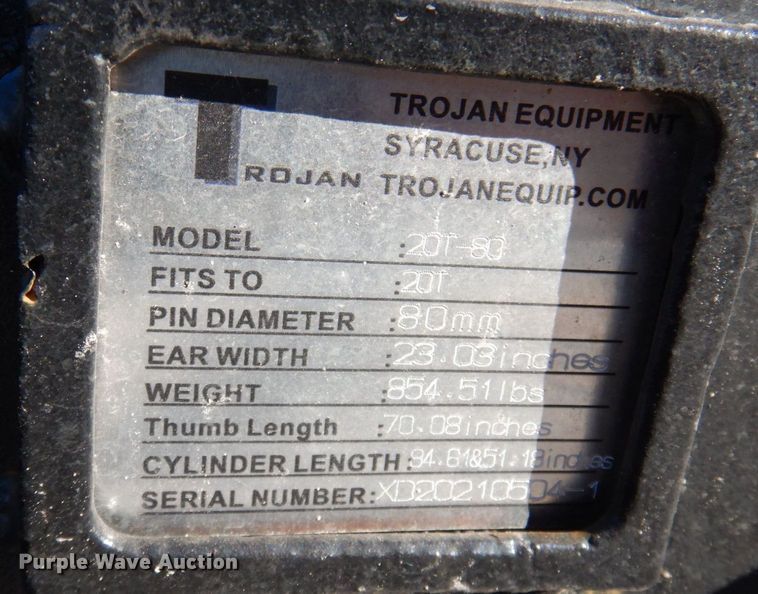 TROJAN EQUIPMENT
SYRACUSE,NY
TROJAN TROJANEQUIP.COM
MODEL :20T-80
FITS TO :20T
PIN DIAMETER :80mm
EAR WIDTH :23.03inches
WEIGHT :854.51lbs
Thumb Length :70.08inches
CYLINDER LENGTH:84.61&51.18inches
SERIAL NUMBER:XD20210504-1
Purple Wave Auction